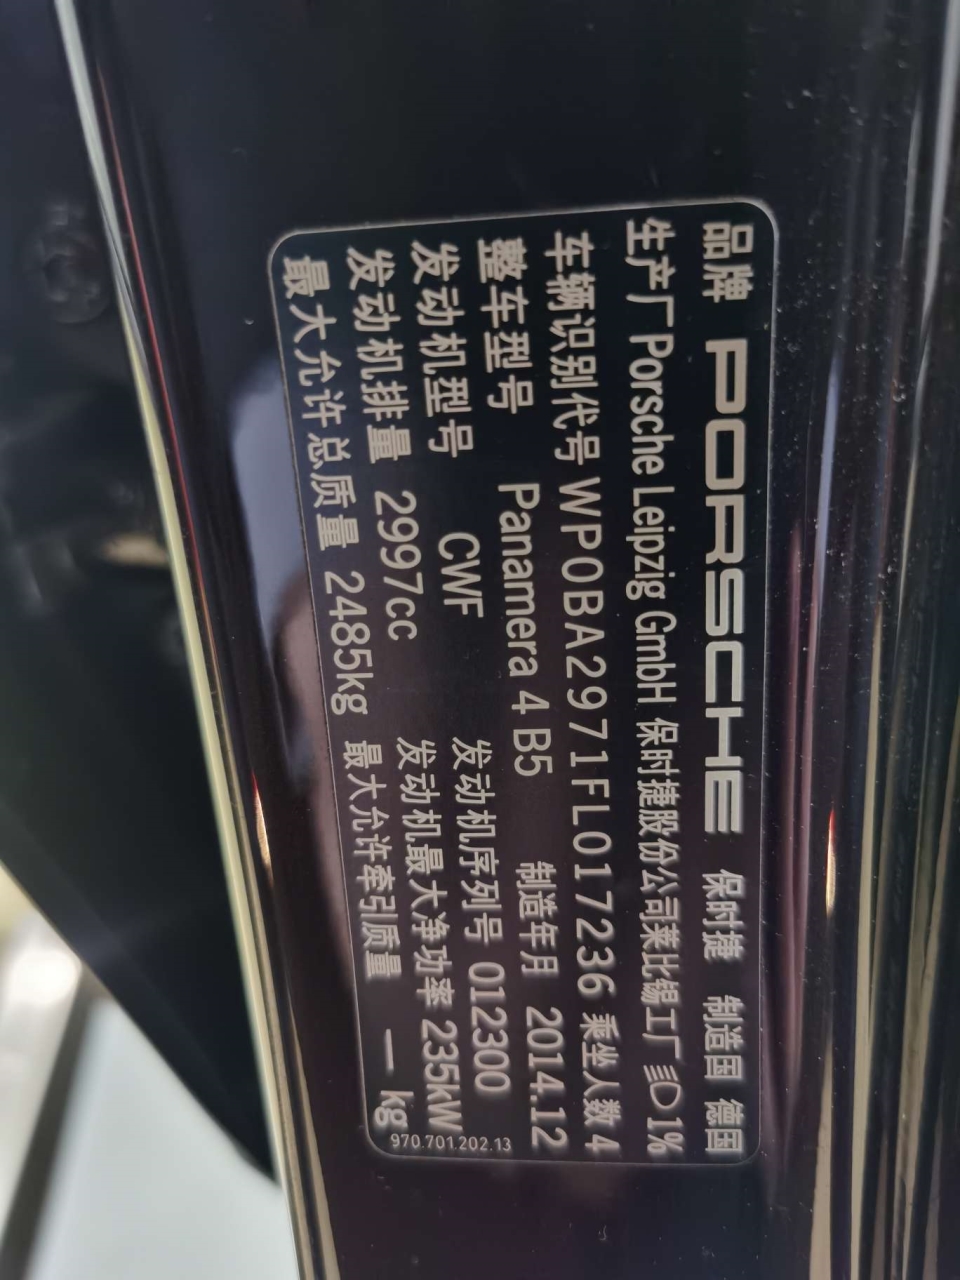 品牌 PORSCHE 保时捷 制造国 德国
生产厂 Porsche Leipzig GmbH 保时捷股份公司莱比锡工厂 1%
车辆识别代号 WP0BA2971FL017236 乘坐人数 4
整车型号 Panamera 4 B5 制造年月 2014.12
发动机型号 CWF 发动机序列号 012300
发动机排量 2997cc 发动机最大净功率 235kW
最大允许总质量 2485kg 最大允许牵引质量 — kg
970.701.202.13